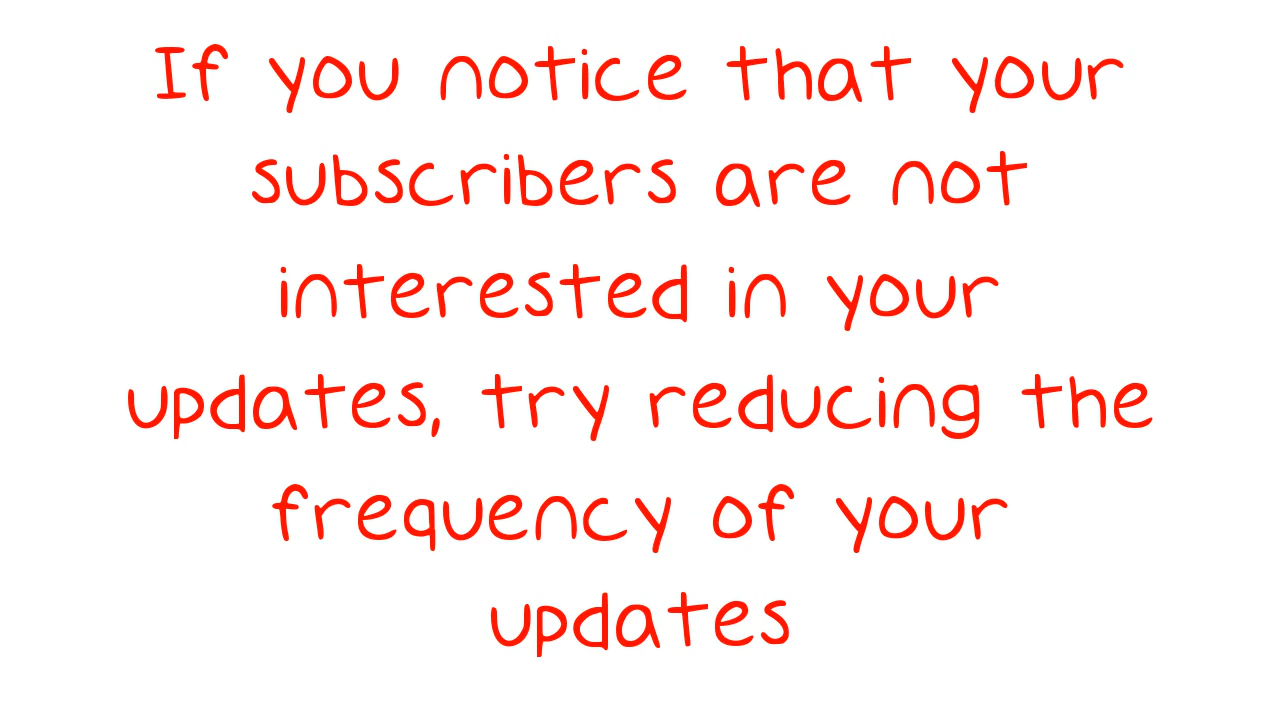 If you notice that your
subscribers are not
interested in your
updates, try reducing the
frequency of your
updates